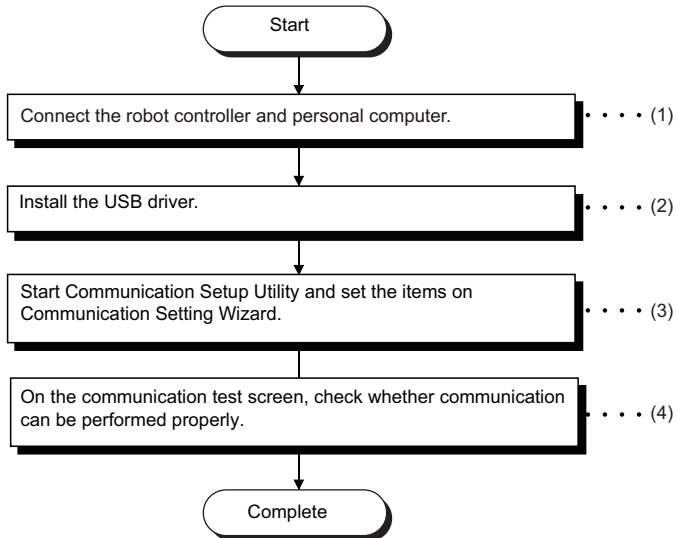 Start
Connect the robot controller and personal computer.
• • • • (1)
Install the USB driver.
• • • • (2)
Start Communication Setup Utility and set the items on
Communication Setting Wizard.
• • • • (3)
On the communication test screen, check whether communication
can be performed properly.
• • • • (4)
Complete